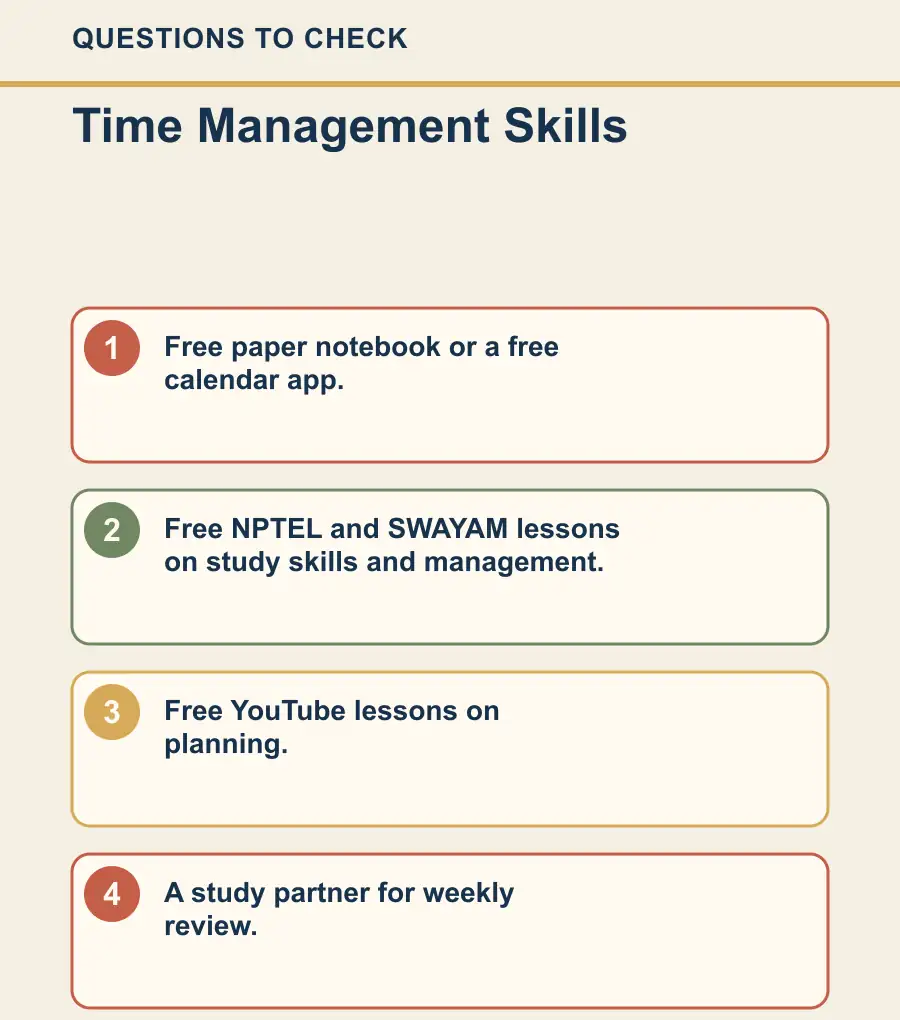 QUESTIONS TO CHECK
Time Management Skills
1
Free paper notebook or a free
calendar app.
2
Free NPTEL and SWAYAM lessons
on study skills and management.
3
Free YouTube lessons on
planning.
4
A study partner for weekly
review.